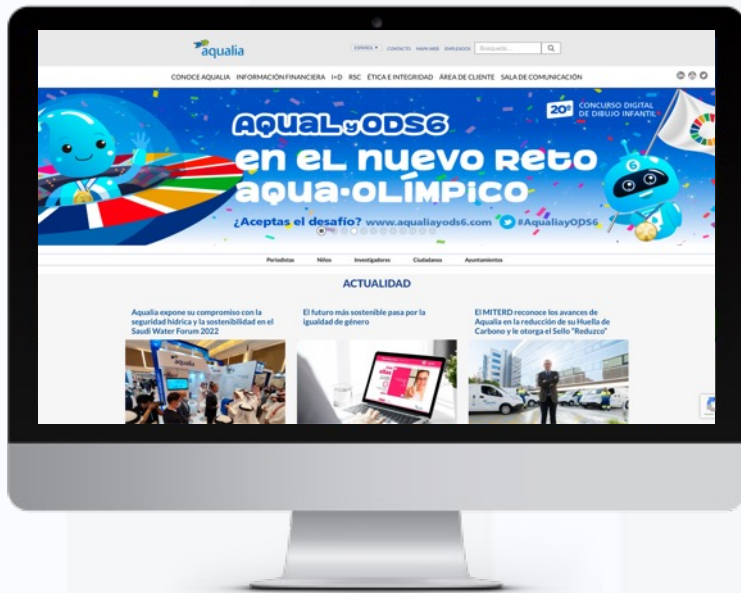 aqualia
ESPAÑOL
CONTACTO MAPA WEB EMPLEADOS Búsqueda...
CONOCE AQUALIA INFORMACIÓN FINANCIERA I+D RSC ÉTICA E INTEGRIDAD ÁREA DE CLIENTE SALA DE COMUNICACIÓN
20º CONCURSO DIGITAL
DE DIBUJO INFANTIL
AQUAL y ODS6
en el nuevo Reto
aqua·olímpico
¿Aceptas el desafío? www.aqualiayods6.com #AqualiayODS6
6
Periodistas Niños Investigadores Ciudadanos Ayuntamientos
ACTUALIDAD
Aqualia expone su compromiso con la
seguridad hídrica y la sostenibilidad en el
Saudi Water Forum 2022
El futuro más sostenible pasa por la
igualdad de género
El MITERD reconoce los avances de
Aqualia en la reducción de su Huella de
Carbono y le otorga el Sello "Reduzco"
aqualia